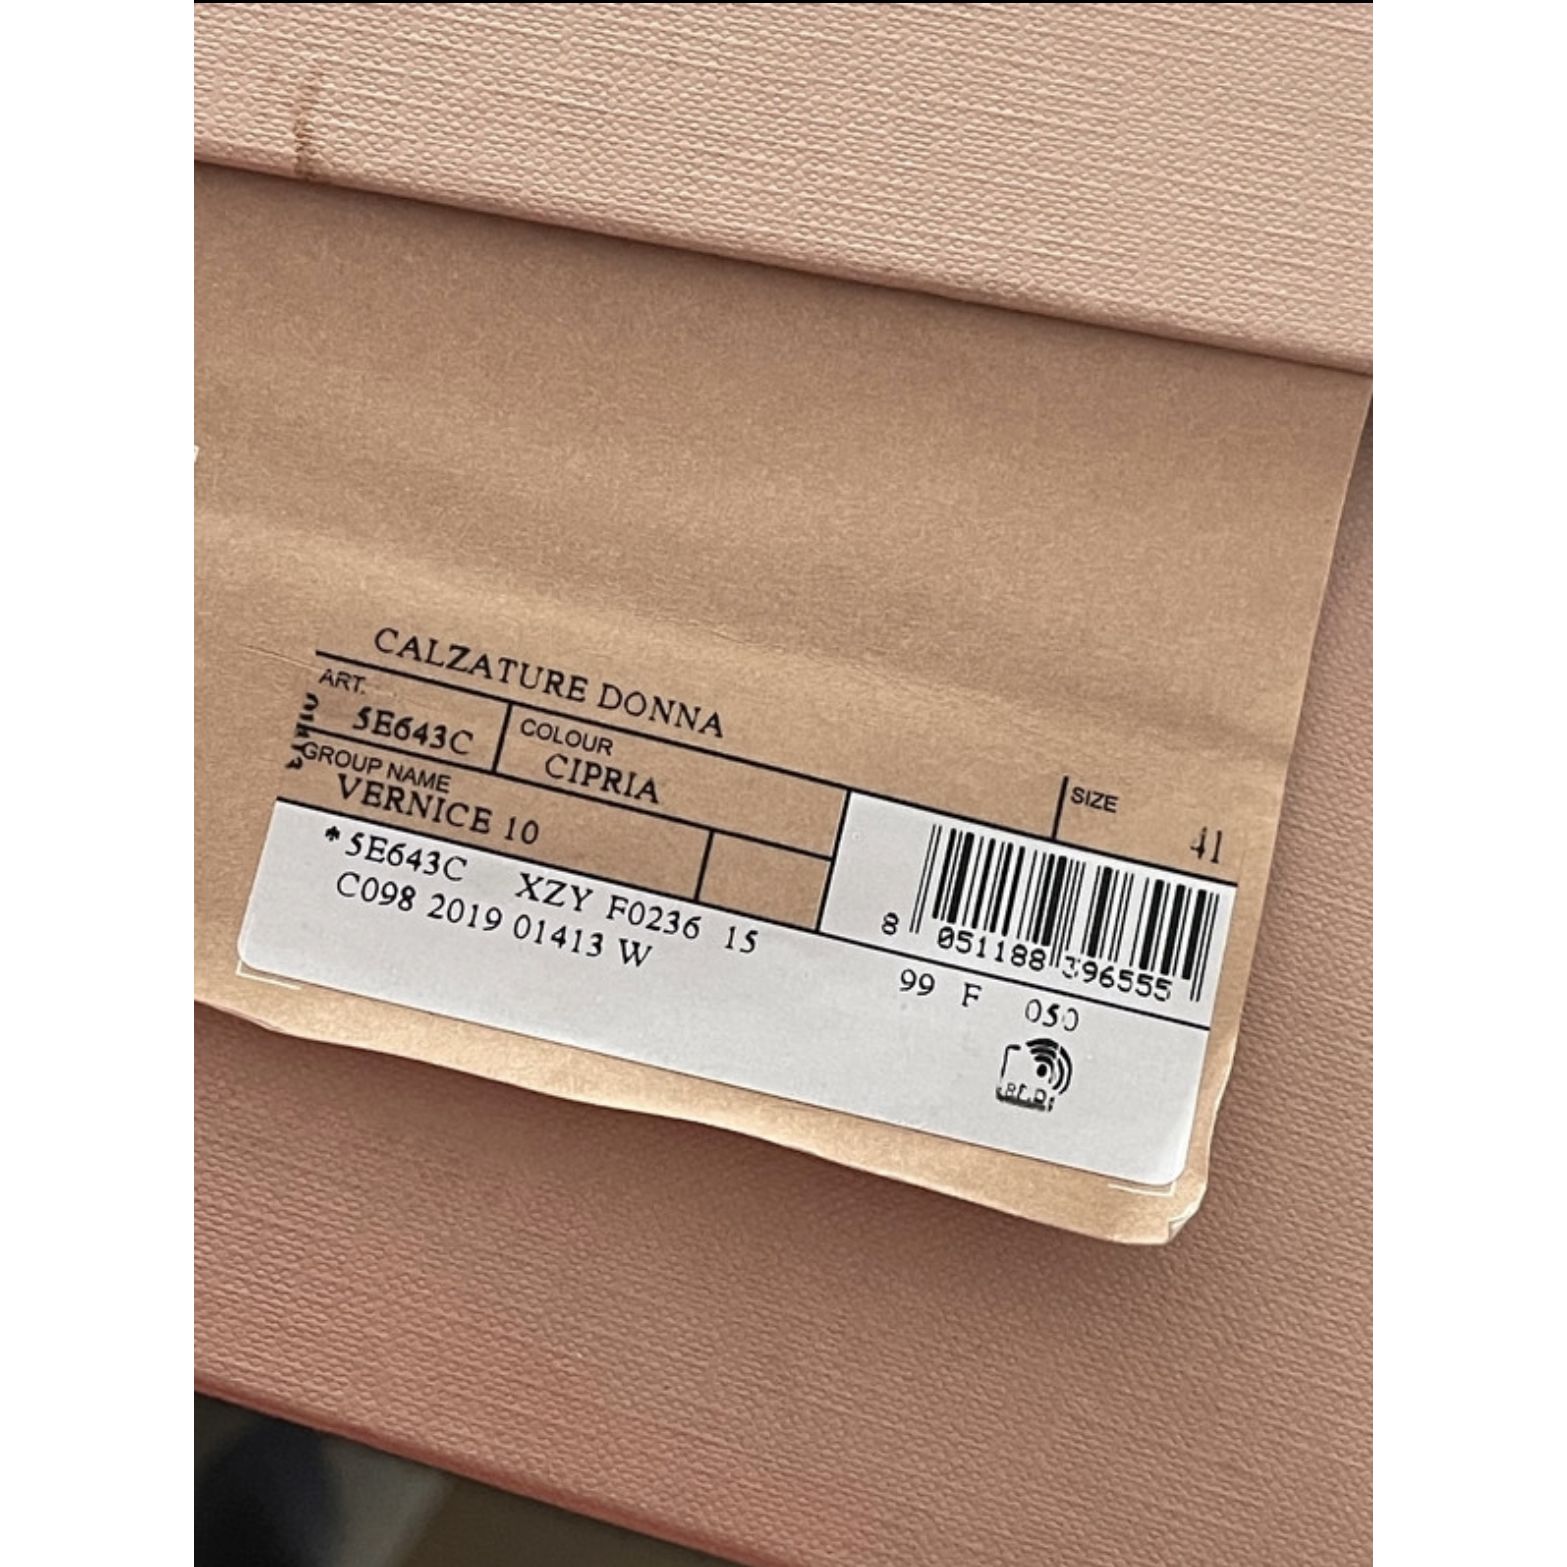 CALZATURE DONNA
ART.
5E643C
COLOUR
CIPRIA
SIZE
41
GROUP NAME
VERNICE 10
8 051188 396555
♠5E643C XZY F0236 15
99 F 050
C098 2019 01413 W